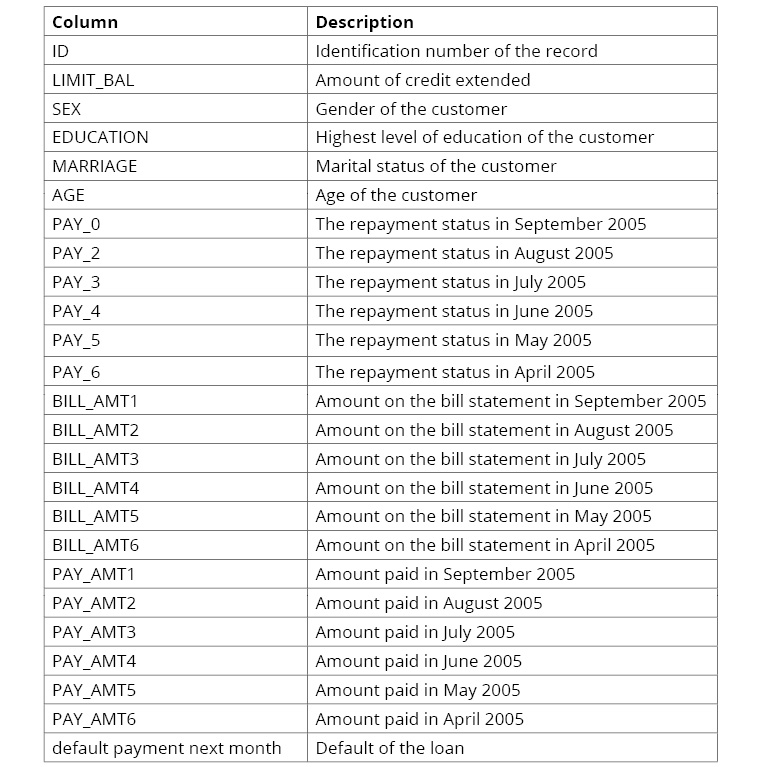 Column Description
ID Identification number of the record
LIMIT_BAL Amount of credit extended
SEX Gender of the customer
EDUCATION Highest level of education of the customer
MARRIAGE Marital status of the customer
AGE Age of the customer
PAY_0 The repayment status in September 2005
PAY_2 The repayment status in August 2005
PAY_3 The repayment status in July 2005
PAY_4 The repayment status in June 2005
PAY_5 The repayment status in May 2005
PAY_6 The repayment status in April 2005
BILL_AMT1 Amount on the bill statement in September 2005
BILL_AMT2 Amount on the bill statement in August 2005
BILL_AMT3 Amount on the bill statement in July 2005
BILL_AMT4 Amount on the bill statement in June 2005
BILL_AMT5 Amount on the bill statement in May 2005
BILL_AMT6 Amount on the bill statement in April 2005
PAY_AMT1 Amount paid in September 2005
PAY_AMT2 Amount paid in August 2005
PAY_AMT3 Amount paid in July 2005
PAY_AMT4 Amount paid in June 2005
PAY_AMT5 Amount paid in May 2005
PAY_AMT6 Amount paid in April 2005
default payment next month Default of the loan